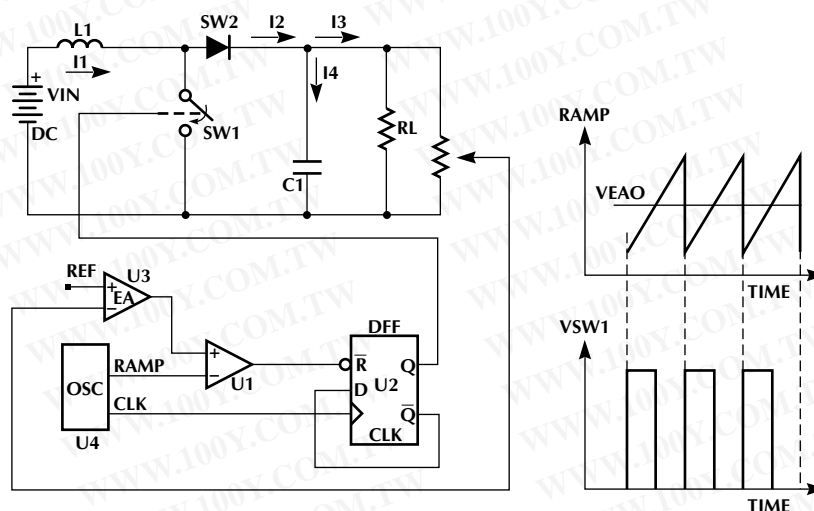 L1
SW2
I2
I3
I1
I4
+
VIN
DC
SW1
C1
RL
REF
U3
+
EA
−
RAMP
+
−
U1
OSC
CLK
U4
DFF
R
Q
U2
D
Q
CLK
RAMP
VEAO
TIME
VSW1
TIME
WWW.100Y.COM.TW